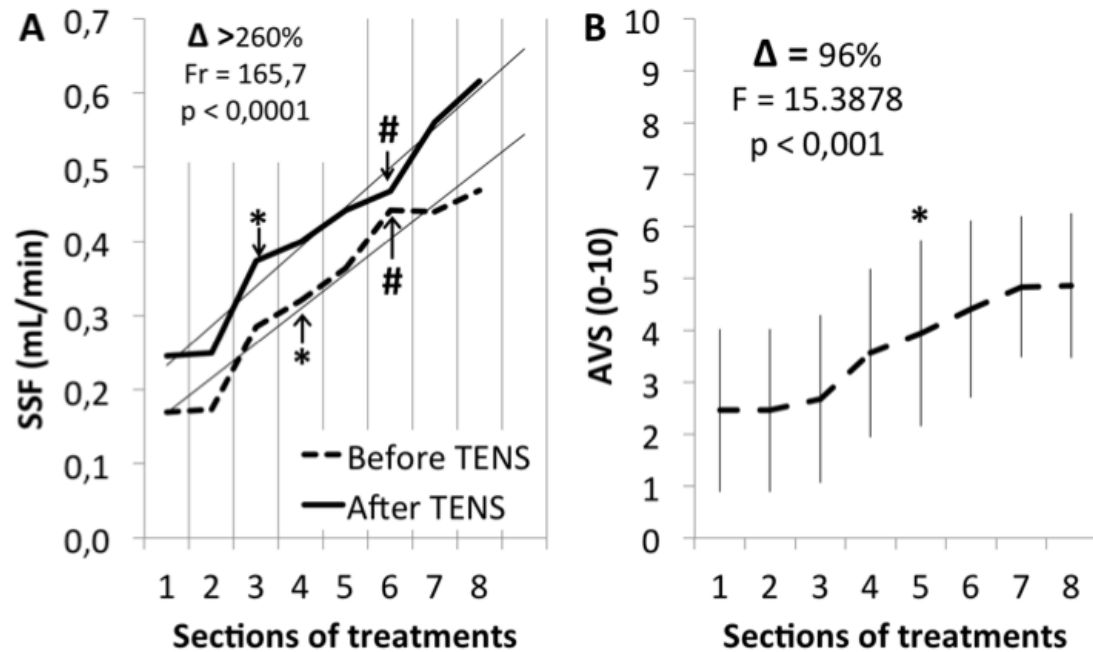 A
Δ >260%
Fr = 165,7
p < 0,0001
SSF (mL/min)
0,7
0,6
0,5
0,4
0,3
0,2
0,1
0,0
*
#
#
*
Before TENS
After TENS
1 2 3 4 5 6 7 8
Sections of treatments
B
Δ = 96%
F = 15.3878
p < 0,001
AVS (0-10)
10
9
8
7
6
5
4
3
2
1
0
*
1 2 3 4 5 6 7 8
Sections of treatments